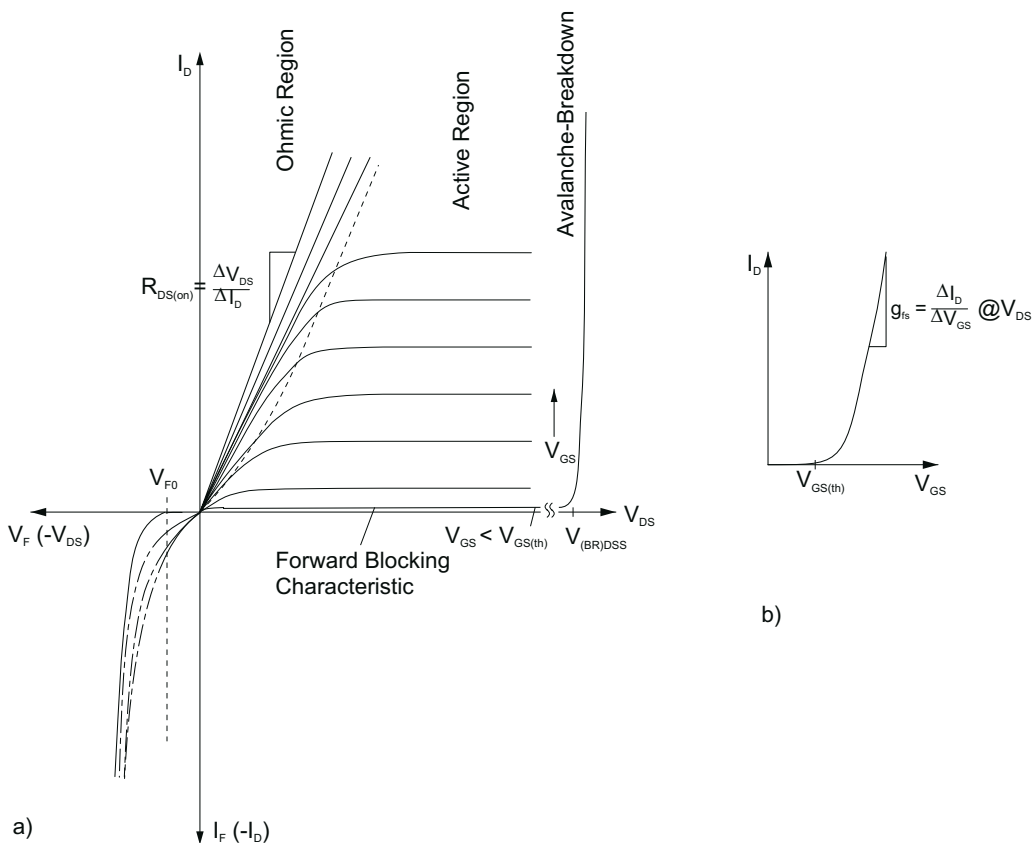 I_D
Ohmic Region
Active Region
Avalanche-Breakdown
R_DS(on) = ΔV_DS / ΔI_D
V_GS
V_F0
V_F (-V_DS)
V_GS < V_GS(th)
V_(BR)DSS
V_DS
Forward Blocking
Characteristic
I_F (-I_D)
a)
I_D
g_fs = ΔI_D / ΔV_GS @V_DS
V_GS(th)
V_GS
b)